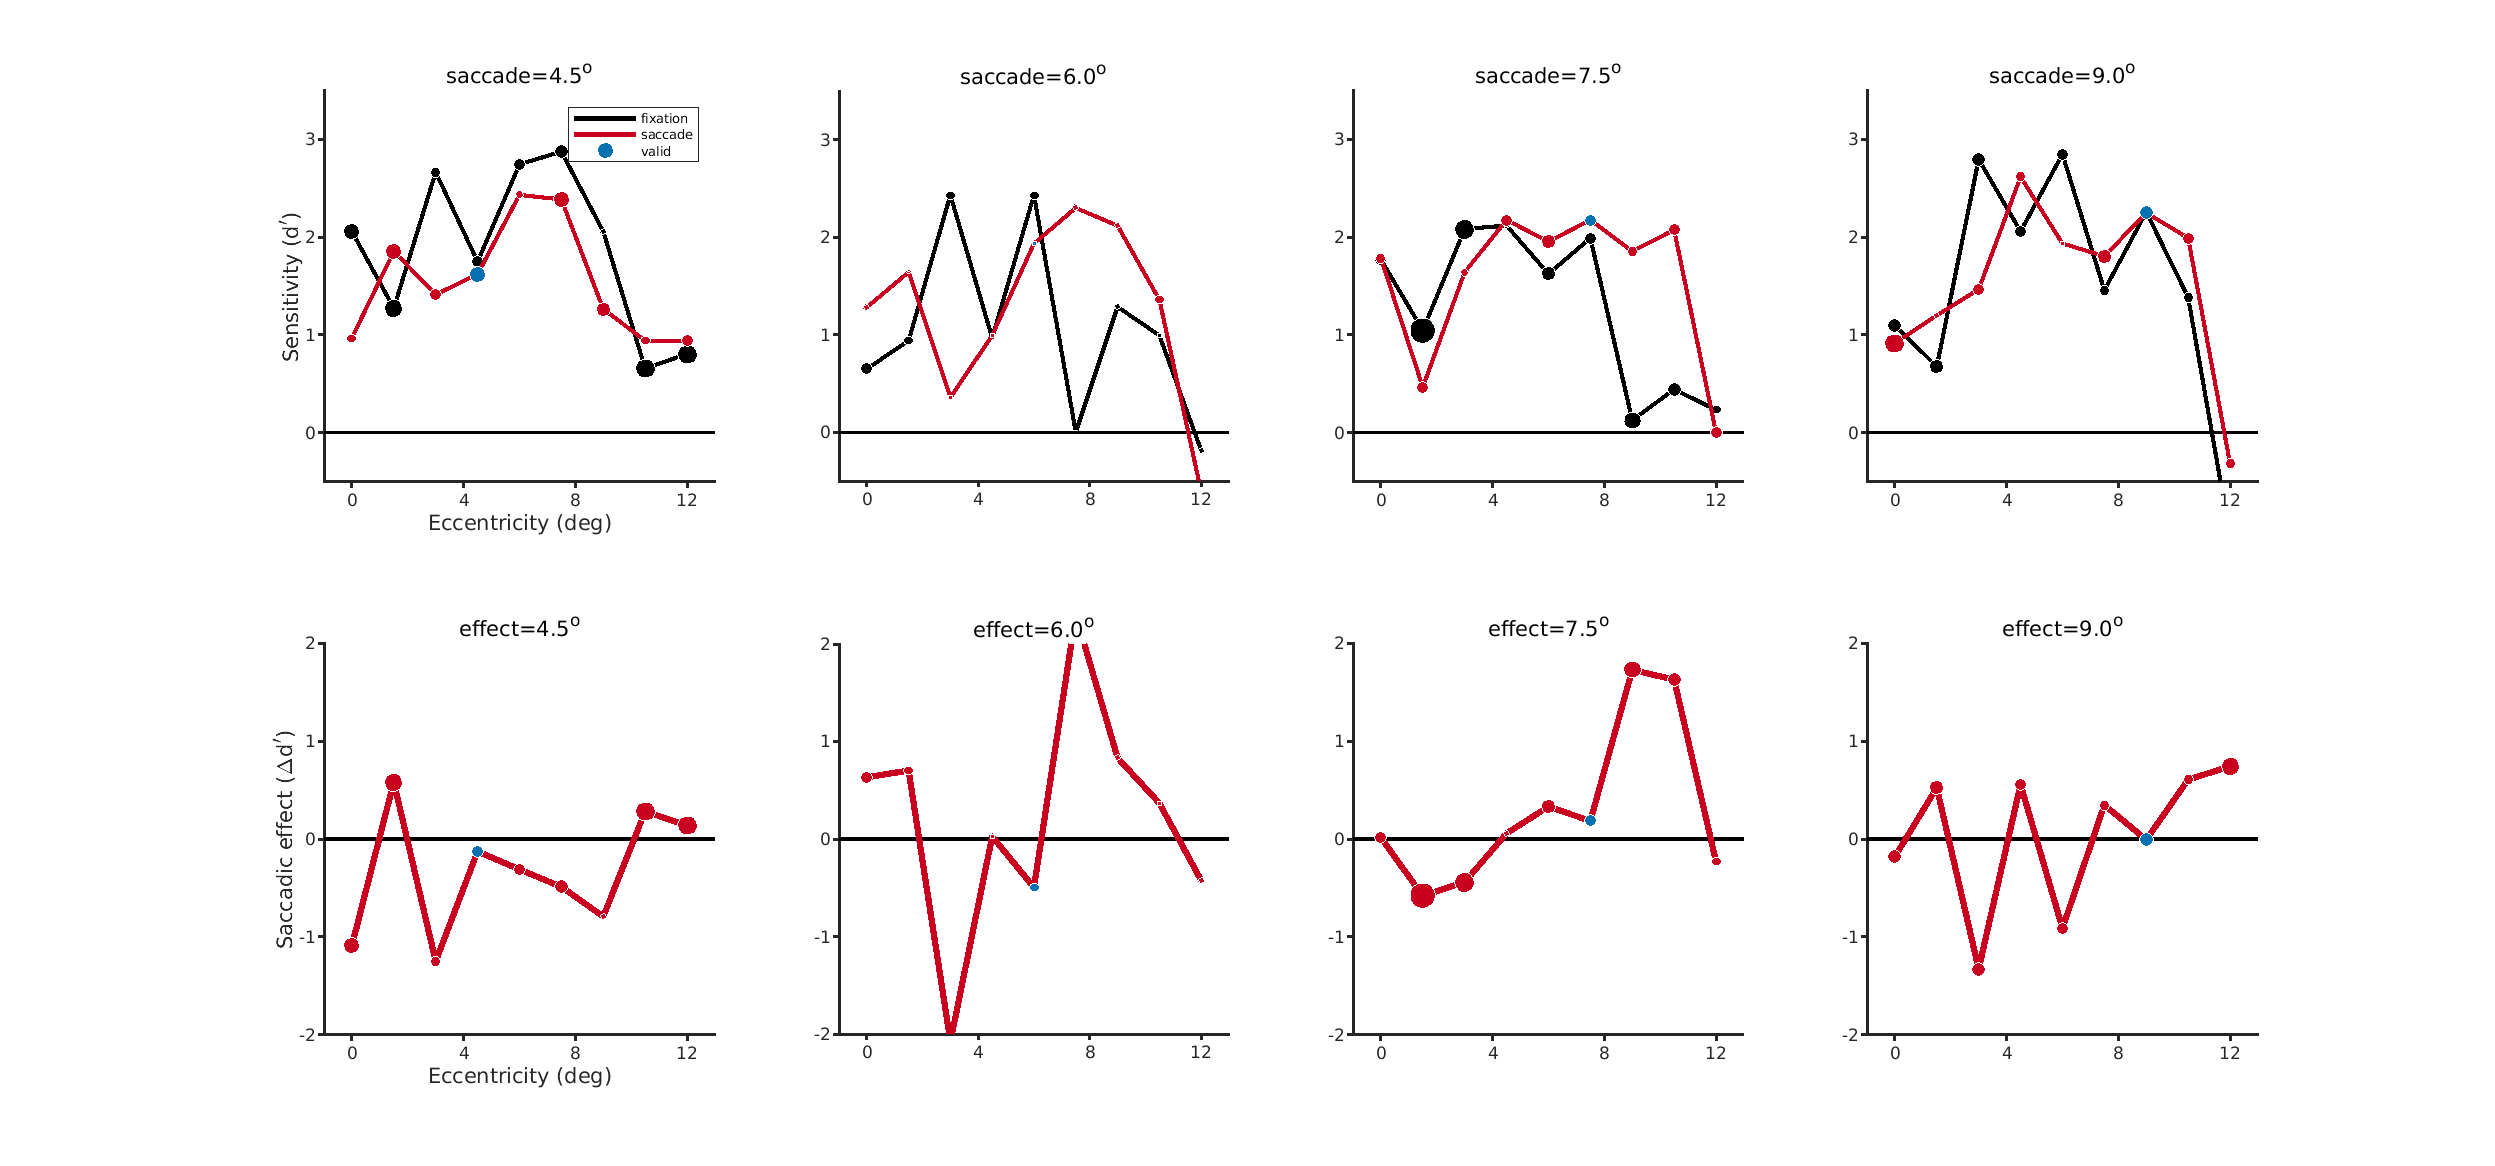 saccade=4.5°
fixation
saccade
valid
3
2
1
0
Sensitivity (d′)
0 4 8 12
Eccentricity (deg)
saccade=6.0°
3
2
1
0
0 4 8 12
saccade=7.5°
3
2
1
0
0 4 8 12
saccade=9.0°
3
2
1
0
0 4 8 12
effect=4.5°
2
1
0
-1
-2
Saccadic effect (△d′)
0 4 8 12
Eccentricity (deg)
effect=6.0°
2
1
0
-1
-2
0 4 8 12
effect=7.5°
2
1
0
-1
-2
0 4 8 12
effect=9.0°
2
1
0
-1
-2
0 4 8 12